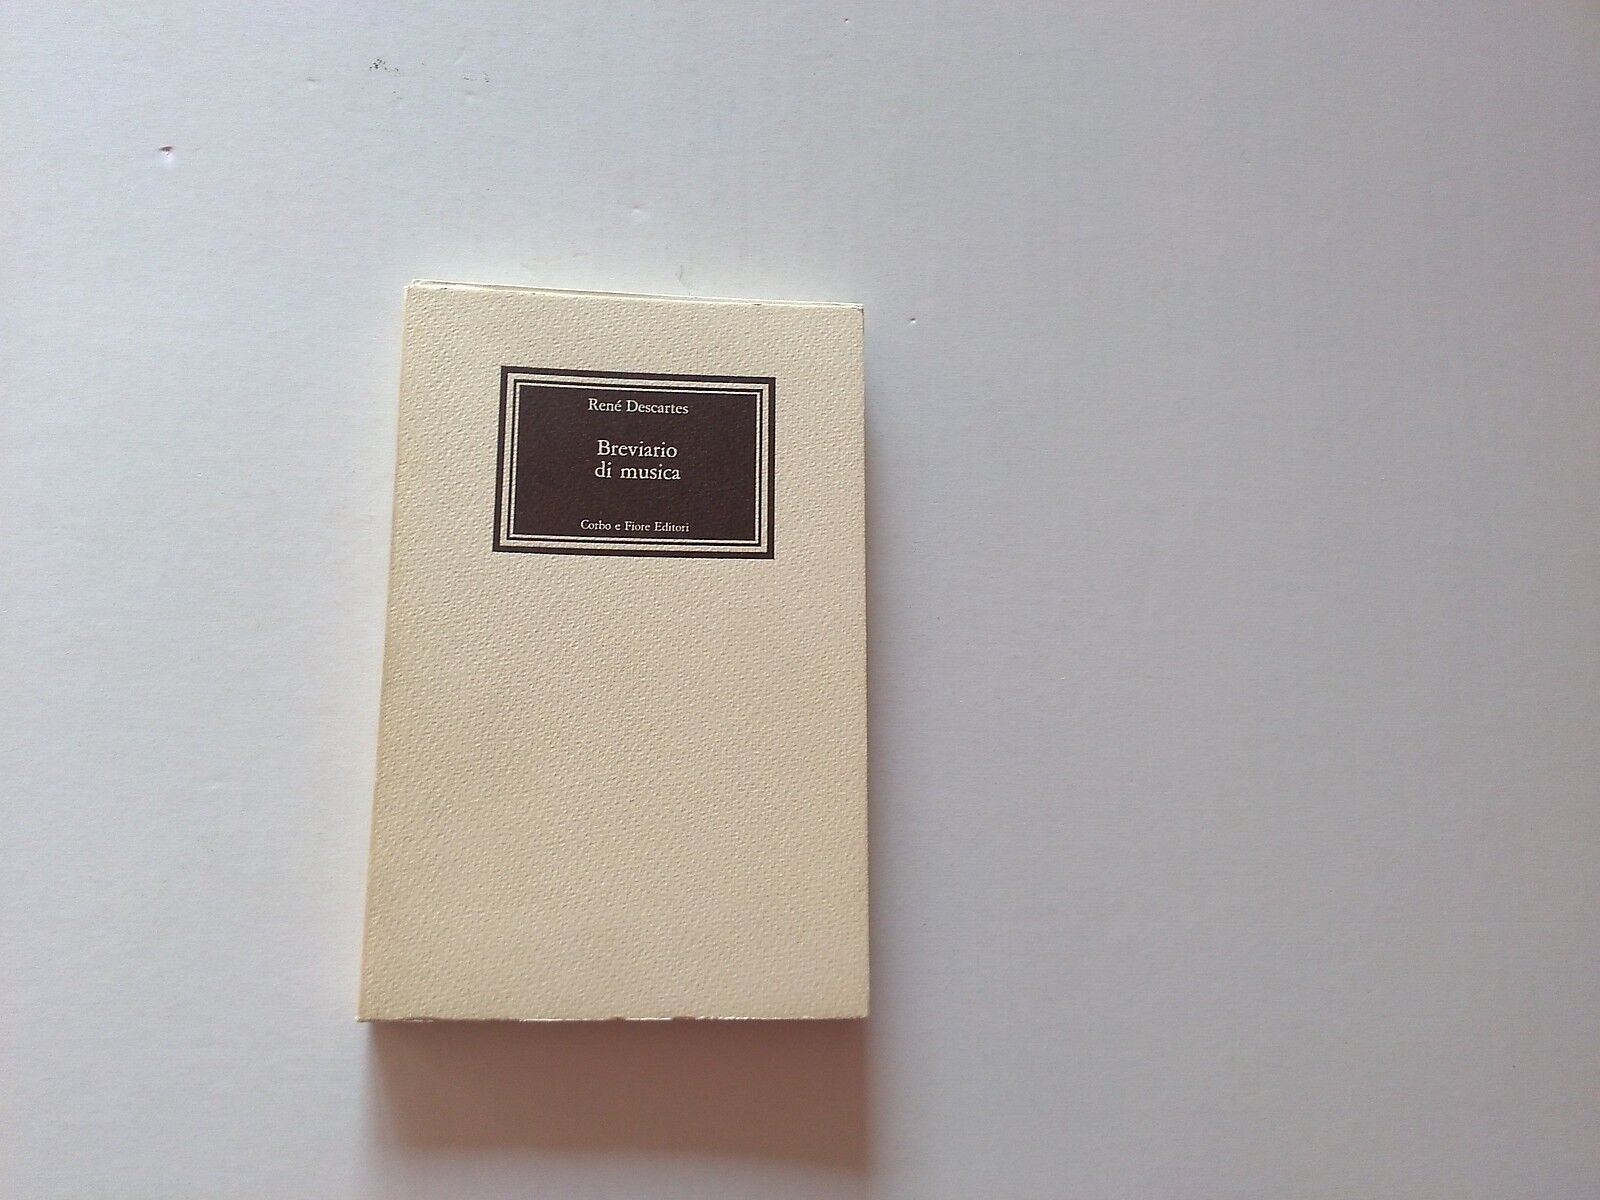 René Descartes
Breviario
di musica
Corbo e Fiore Editori